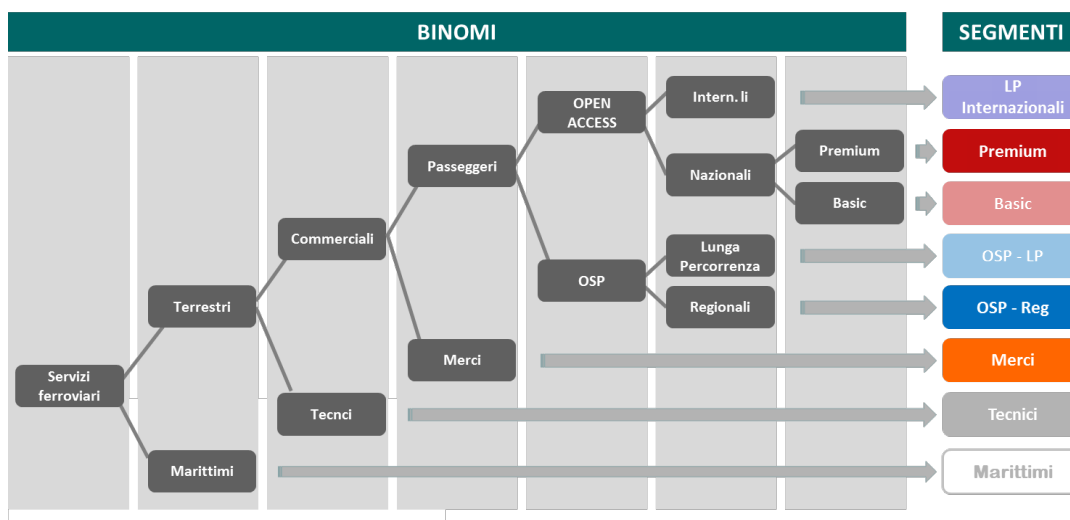 BINOMI
SEGMENTI
Servizi
ferroviari
Terrestri
Marittimi
Commerciali
Tecnci
Passeggeri
Merci
OPEN
ACCESS
OSP
Intern. li
Nazionali
Lunga
Percorrenza
Regionali
Premium
Basic
LP
Internazionali
Premium
Basic
OSP - LP
OSP - Reg
Merci
Tecnici
Marittimi